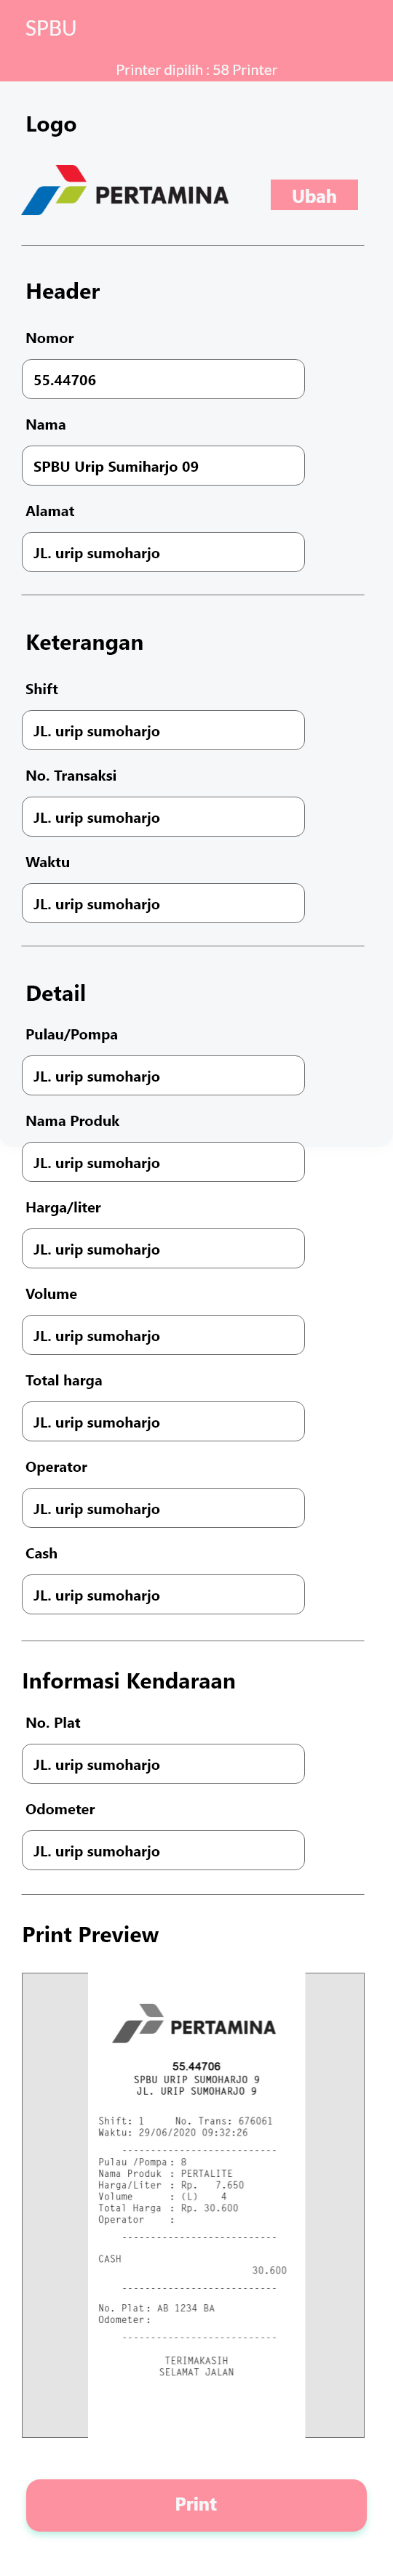 SPBU
Printer dipilih : 58 Printer
Logo
PERTAMINA
Ubah
Header
Nomor
55.44706
Nama
SPBU Urip Sumiharjo 09
Alamat
JL. urip sumoharjo
Keterangan
Shift
JL. urip sumoharjo
No. Transaksi
JL. urip sumoharjo
Waktu
JL. urip sumoharjo
Detail
Pulau/Pompa
JL. urip sumoharjo
Nama Produk
JL. urip sumoharjo
Harga/liter
JL. urip sumoharjo
Volume
JL. urip sumoharjo
Total harga
JL. urip sumoharjo
Operator
JL. urip sumoharjo
Cash
JL. urip sumoharjo
Informasi Kendaraan
No. Plat
JL. urip sumoharjo
Odometer
JL. urip sumoharjo
Print Preview
PERTAMINA
55.44706
SPBU URIP SUMOHARJO 9
JL. URIP SUMOHARJO 9
Shift: 1 No. Trans: 676061
Waktu: 29/06/2020 09:32:26
---------------------------
Pulau /Pompa : 8
Nama Produk : PERTALITE
Harga/Liter : Rp. 7.650
Volume : (L) 4
Total Harga : Rp. 30.600
Operator :
---------------------------
CASH
30.600
---------------------------
No. Plat : AB 1234 BA
Odometer :
---------------------------
TERIMAKASIH
SELAMAT JALAN
Print